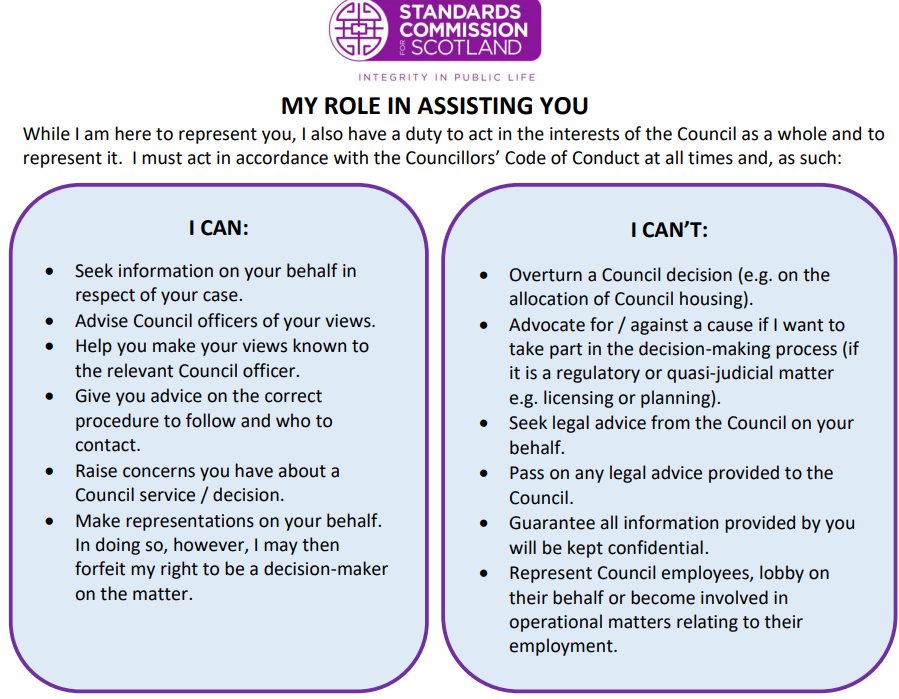 STANDARDS
COMMISSION
FOR SCOTLAND
INTEGRITY IN PUBLIC LIFE
MY ROLE IN ASSISTING YOU
While I am here to represent you, I also have a duty to act in the interests of the Council as a whole and to
represent it.  I must act in accordance with the Councillors’ Code of Conduct at all times and, as such:
I CAN:
• Seek information on your behalf in
respect of your case.
• Advise Council officers of your views.
• Help you make your views known to
the relevant Council officer.
• Give you advice on the correct
procedure to follow and who to
contact.
• Raise concerns you have about a
Council service / decision.
• Make representations on your behalf.
In doing so, however, I may then
forfeit my right to be a decision-maker
on the matter.
I CAN’T:
• Overturn a Council decision (e.g. on the
allocation of Council housing).
• Advocate for / against a cause if I want to
take part in the decision-making process (if
it is a regulatory or quasi-judicial matter
e.g. licensing or planning).
• Seek legal advice from the Council on your
behalf.
• Pass on any legal advice provided to the
Council.
• Guarantee all information provided by you
will be kept confidential.
• Represent Council employees, lobby on
their behalf or become involved in
operational matters relating to their
employment.